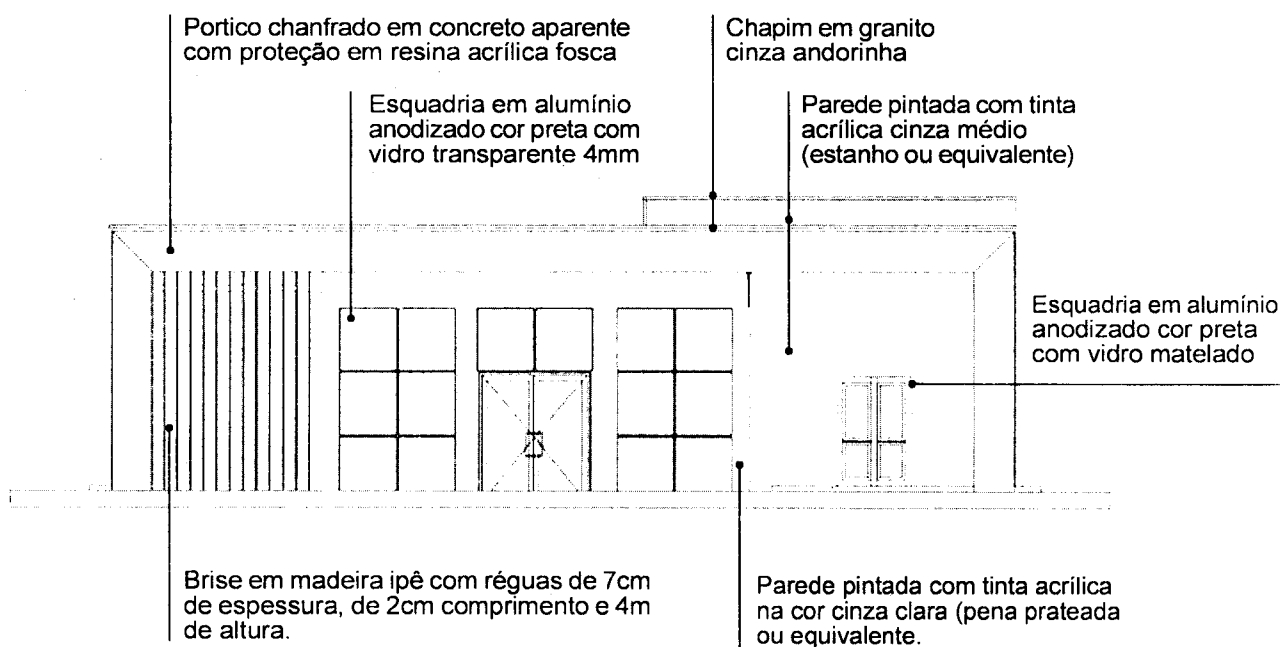 Portico chanfrado em concreto aparente
com proteção em resina acrílica fosca
Chapim em granito
cinza andorinha
Esquadria em alumínio
anodizado cor preta com
vidro transparente 4mm
Parede pintada com tinta
acrílica cinza médio
(estanho ou equivalente)
Esquadria em alumínio
anodizado cor preta
com vidro matelado
Brise em madeira ipê com réguas de 7cm
de espessura, de 2cm comprimento e 4m
de altura.
Parede pintada com tinta acrílica
na cor cinza clara (pena prateada
ou equivalente.